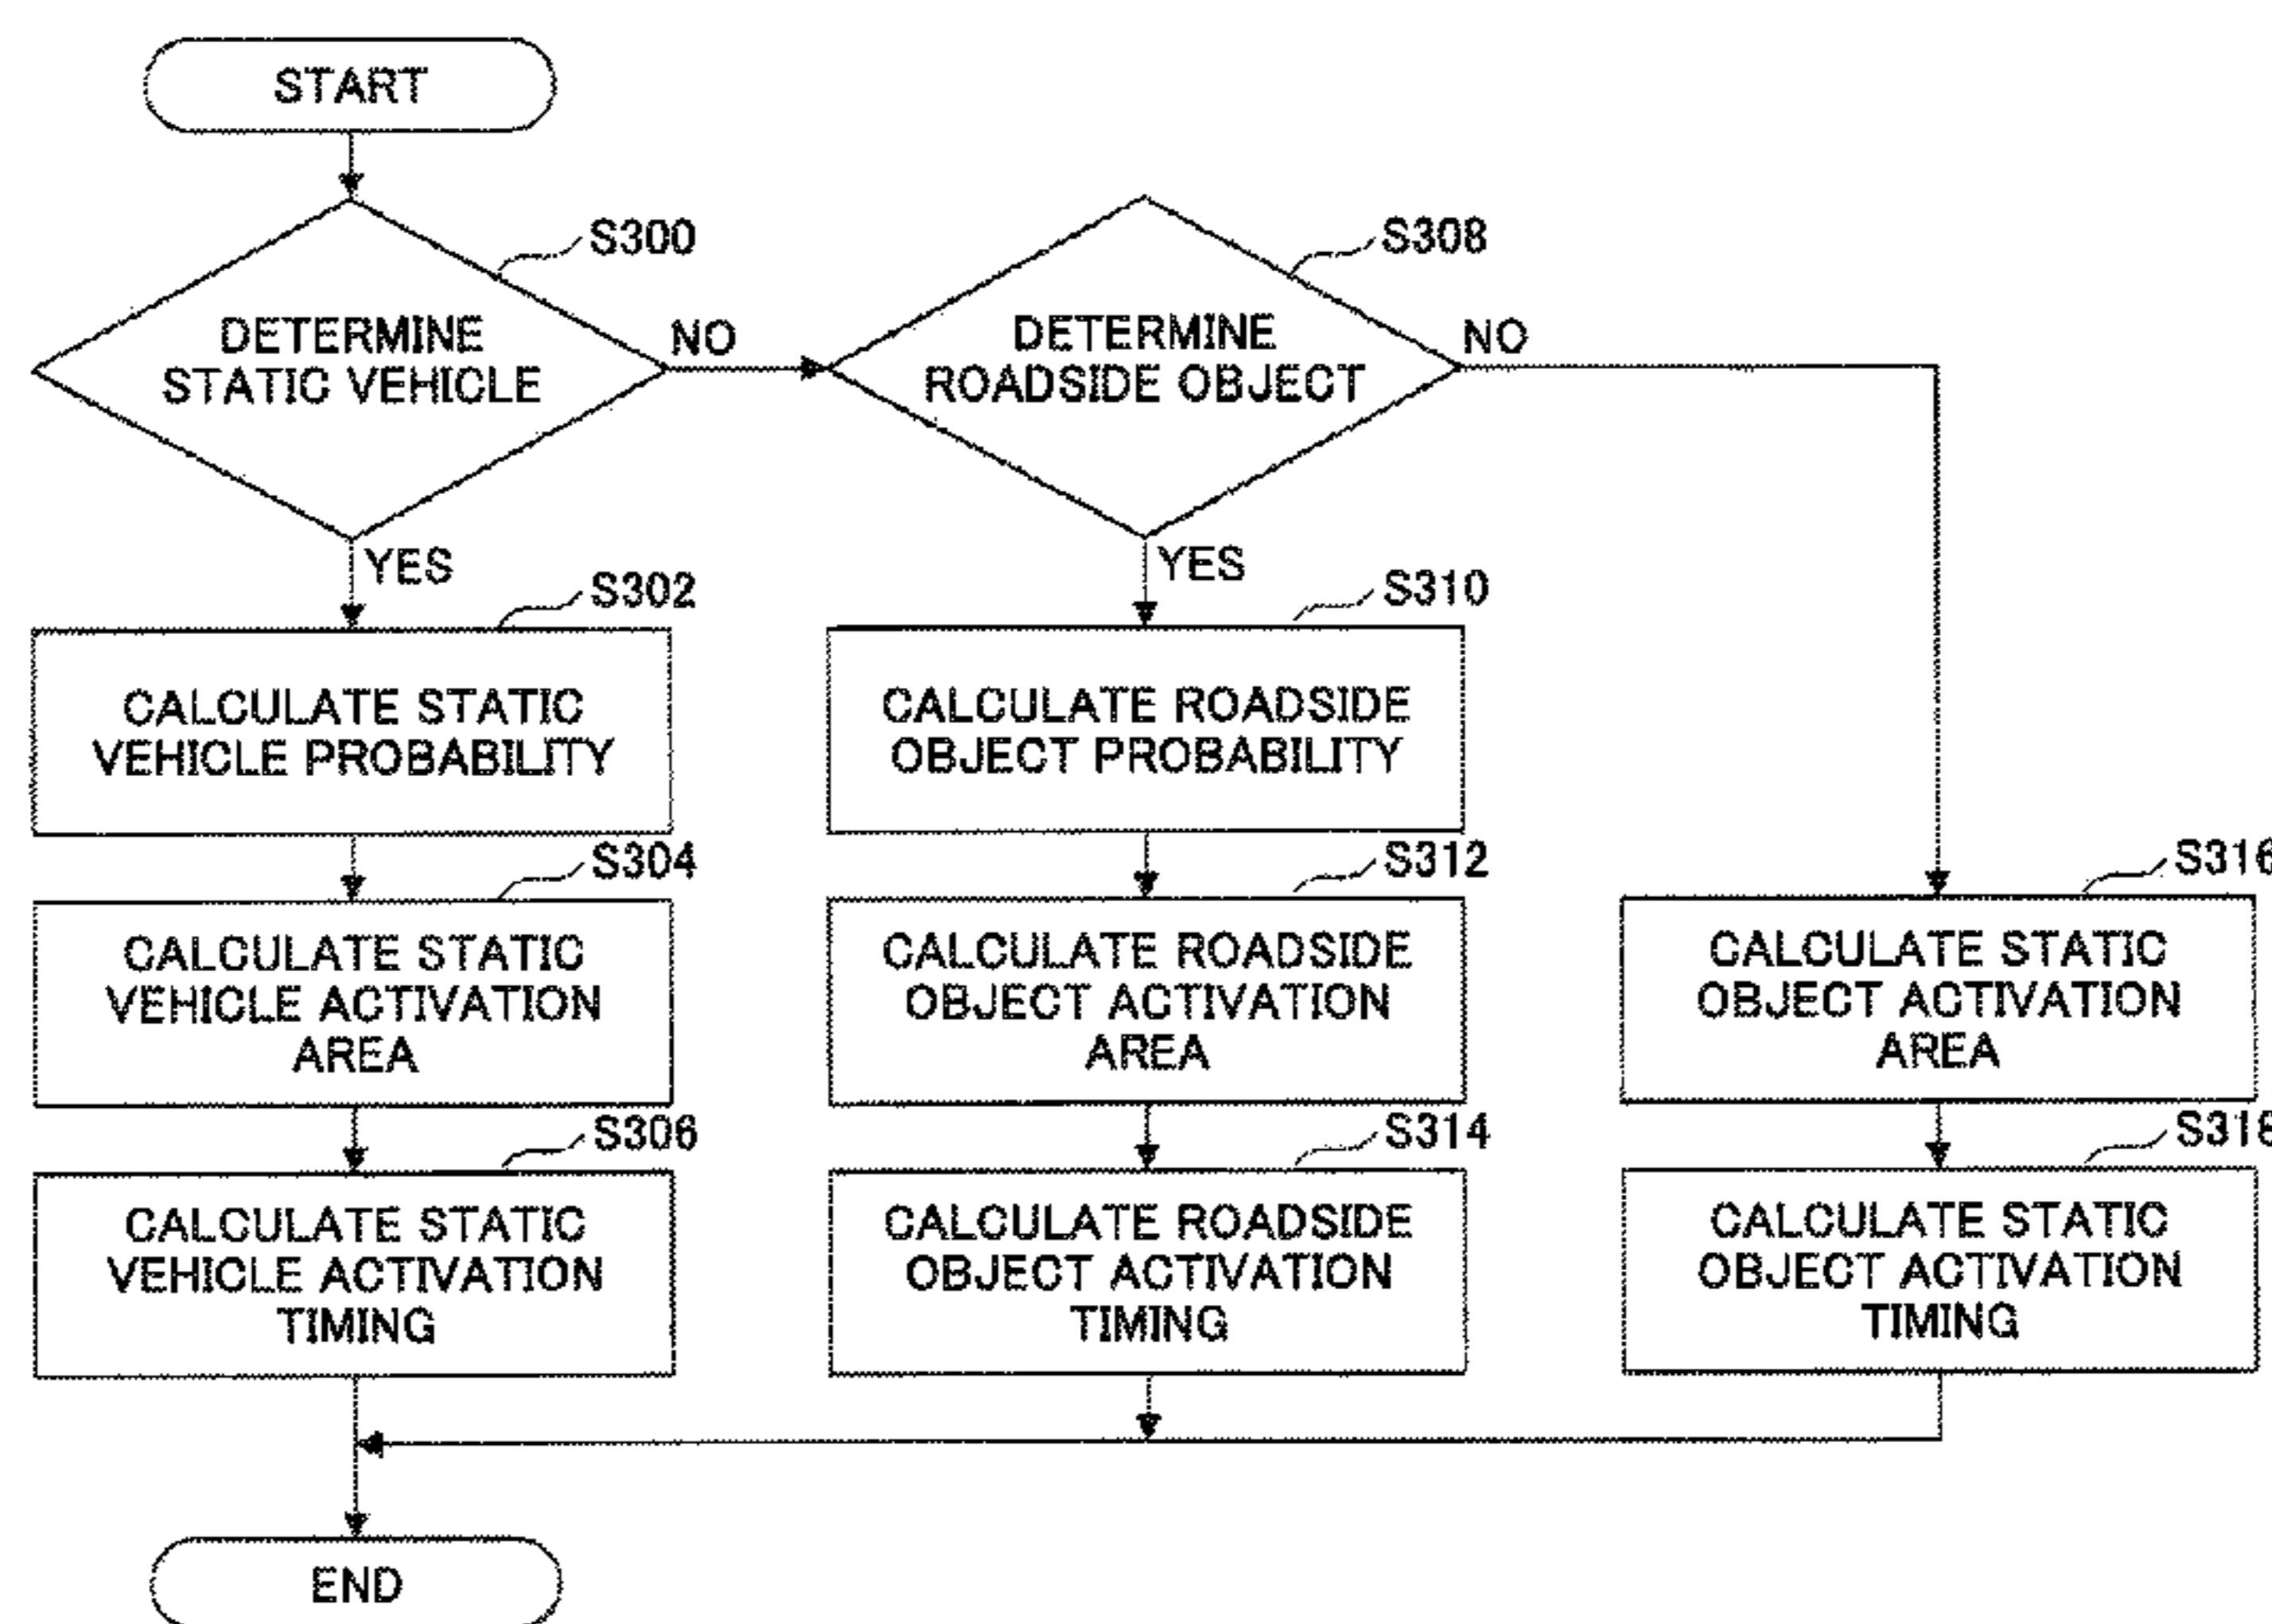 START
S300
DETERMINE
STATIC VEHICLE
NO
YES
S308
DETERMINE
ROADSIDE OBJECT
NO
YES
S302
CALCULATE STATIC
VEHICLE PROBABILITY
S310
CALCULATE ROADSIDE
OBJECT PROBABILITY
S304
CALCULATE STATIC
VEHICLE ACTIVATION
AREA
S312
CALCULATE ROADSIDE
OBJECT ACTIVATION
AREA
S316
CALCULATE STATIC
OBJECT ACTIVATION
AREA
S306
CALCULATE STATIC
VEHICLE ACTIVATION
TIMING
S314
CALCULATE ROADSIDE
OBJECT ACTIVATION
TIMING
S318
CALCULATE STATIC
OBJECT ACTIVATION
TIMING
END